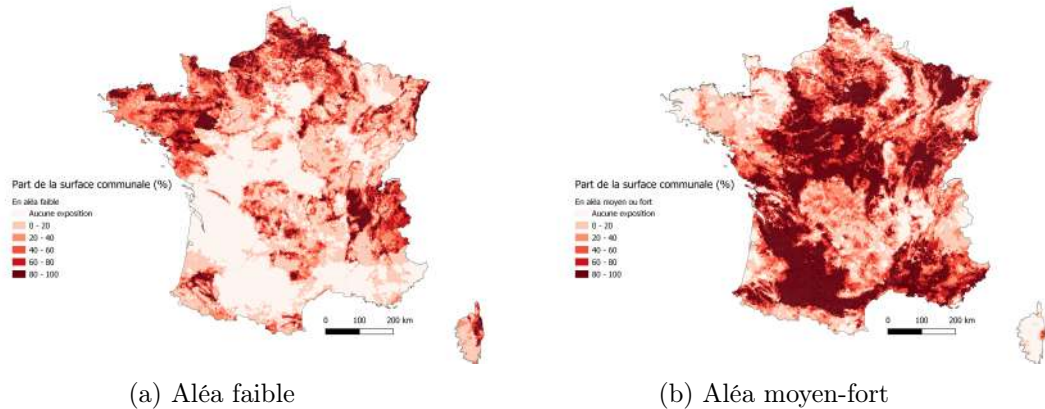 Part de la surface communale (%)
En aléa faible
Aucune exposition
0 - 20
20 - 40
40 - 60
60 - 80
80 - 100
0 100 200 km
(a) Aléa faible
Part de la surface communale (%)
En aléa moyen ou fort
Aucune exposition
0 - 20
20 - 40
40 - 60
60 - 80
80 - 100
0 100 200 km
(b) Aléa moyen-fort